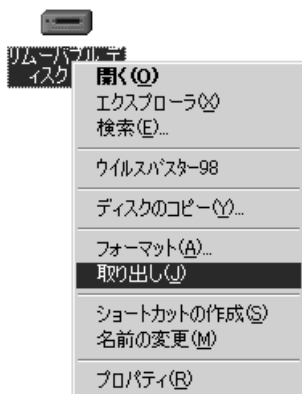 リムーバブル デ
ィスク
開く(O)
エクスプローラ(X)
検索(E)...
ウイルスバスター98
ディスクのコピー(Y)...
フォーマット(A)...
取り出し(J)
ショートカットの作成(S)
名前の変更(M)
プロパティ(R)